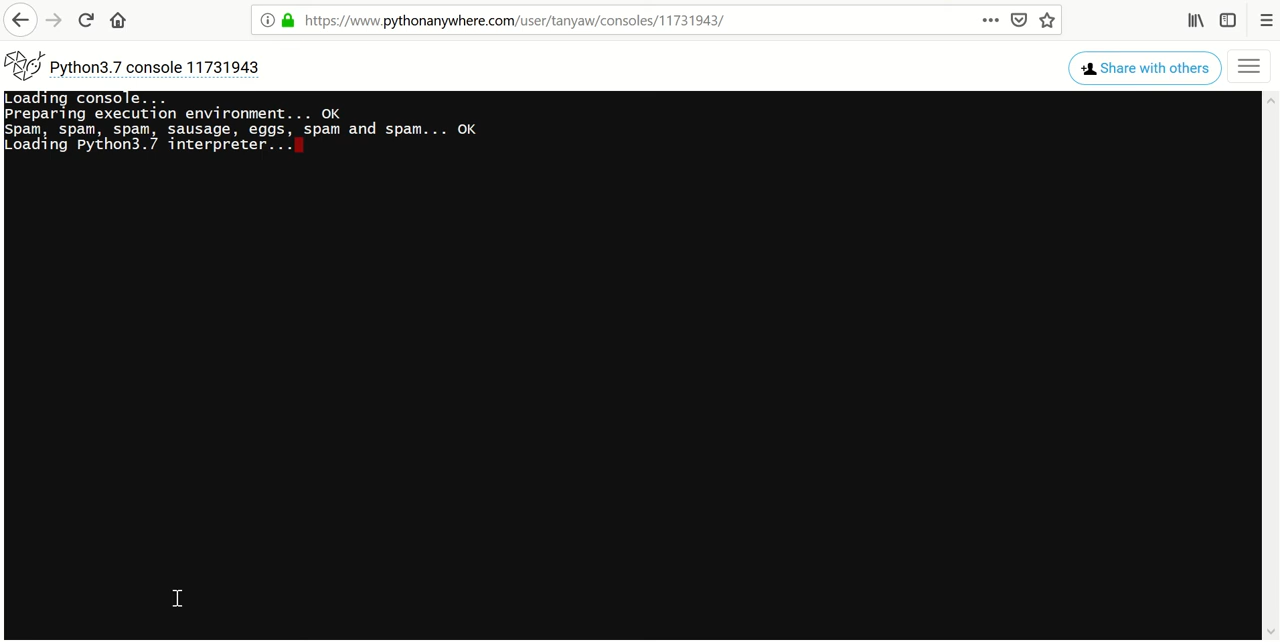 https://www.pythonanywhere.com/user/tanyaw/consoles/11731943/
Python3.7 console 11731943
Share with others
Loading console...
Preparing execution environment... OK
Spam, spam, spam, sausage, eggs, spam and spam... OK
Loading Python3.7 interpreter...